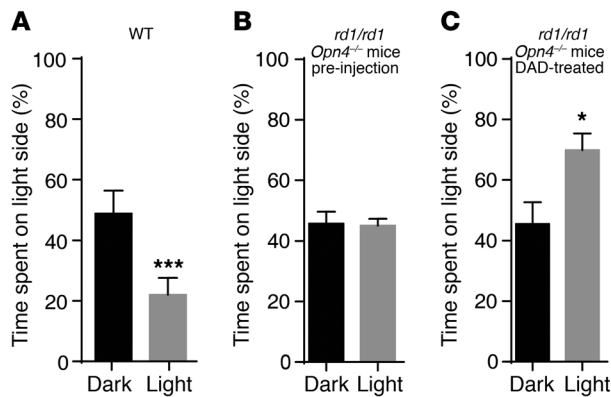 A
WT
Time spent on light side (%)
100
80
60
40
20
0
***
Dark Light
B
rd1/rd1
Opn4–/– mice
pre-injection
Time spent on light side (%)
100
80
60
40
20
0
Dark Light
C
rd1/rd1
Opn4–/– mice
DAD-treated
Time spent on light side (%)
100
80
60
40
20
0
*
Dark Light